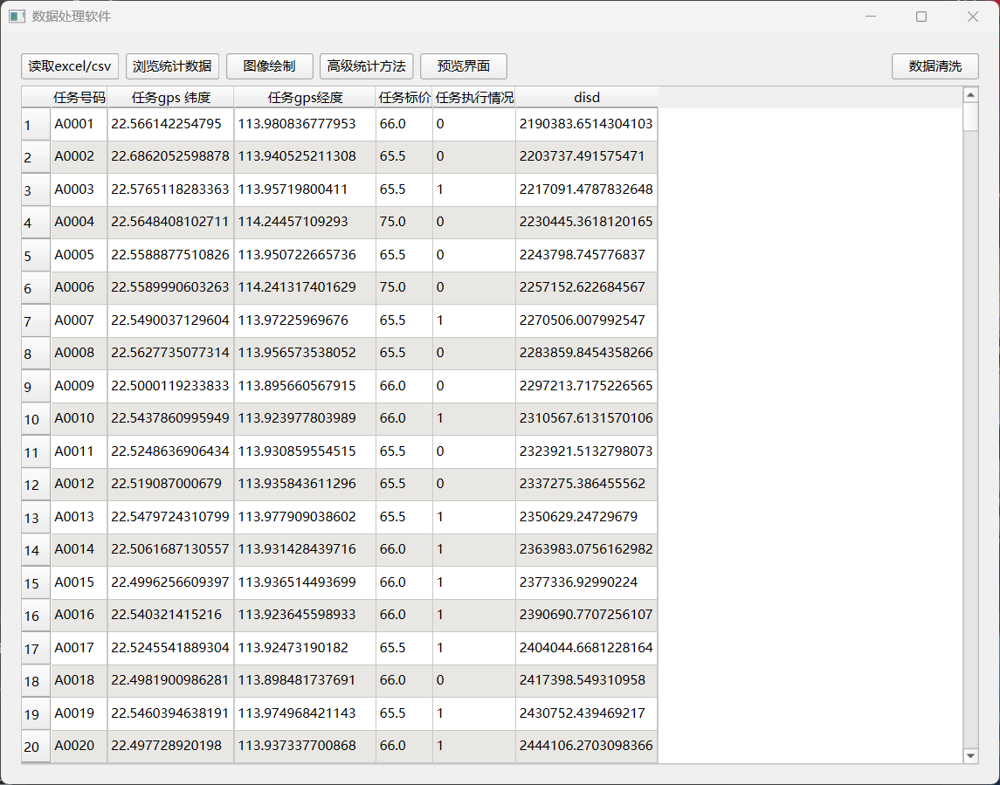 数据处理软件
读取excel/csv 浏览统计数据 图像绘制 高级统计方法 预览界面 数据清洗
任务号码 任务gps 纬度 任务gps经度 任务标价 任务执行情况 disd
1 A0001 22.566142254795 113.980836777953 66.0 0 2190383.6514304103
2 A0002 22.6862052598878 113.940525211308 65.5 0 2203737.491575471
3 A0003 22.5765118283363 113.95719800411 65.5 1 2217091.4787832648
4 A0004 22.5648408102711 114.24457109293 75.0 0 2230445.3618120165
5 A0005 22.5588877510826 113.950722665736 65.5 0 2243798.745776837
6 A0006 22.5589990603263 114.241317401629 75.0 0 2257152.622684567
7 A0007 22.5490037129604 113.97225969676 65.5 1 2270506.007992547
8 A0008 22.5627735077314 113.956573538052 65.5 0 2283859.8454358266
9 A0009 22.5000119233833 113.895660567915 66.0 0 2297213.7175226565
10 A0010 22.5437860995949 113.923977803989 66.0 1 2310567.6131570106
11 A0011 22.5248636906434 113.930859554515 65.5 0 2323921.5132798073
12 A0012 22.519087000679 113.935843611296 65.5 0 2337275.386455562
13 A0013 22.5479724310799 113.977909038602 65.5 1 2350629.24729679
14 A0014 22.5061687130557 113.931428439716 66.0 1 2363983.0756162982
15 A0015 22.4996256609397 113.936514493699 66.0 1 2377336.92990224
16 A0016 22.540321415216 113.923645598933 66.0 1 2390690.7707256107
17 A0017 22.5245541889304 113.92473190182 65.5 1 2404044.6681228164
18 A0018 22.4981900986281 113.898481737691 66.0 0 2417398.549310958
19 A0019 22.5460394638191 113.974968421143 65.5 1 2430752.439469217
20 A0020 22.497728920198 113.937337700868 66.0 1 2444106.2703098366